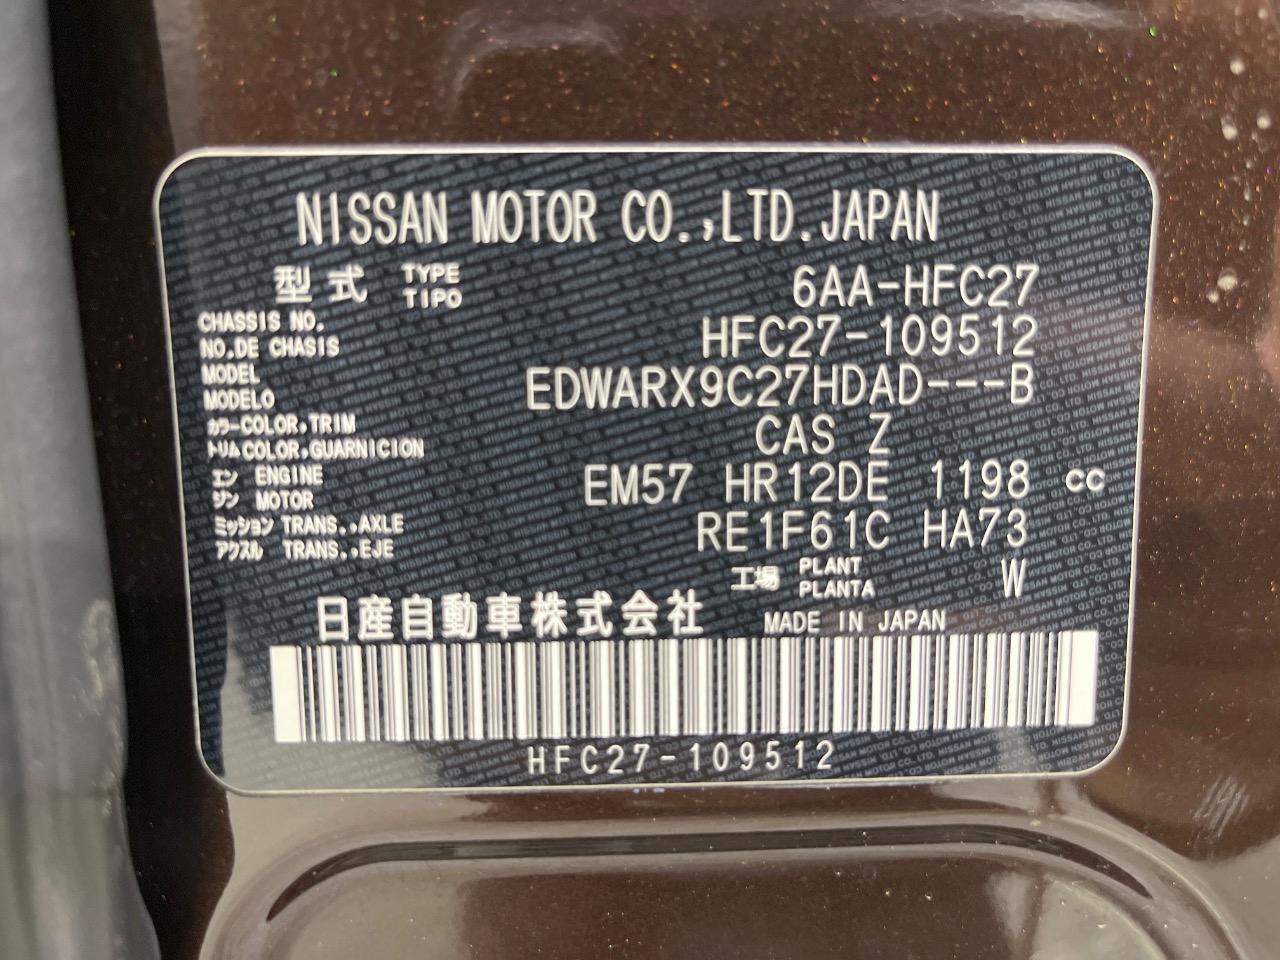 NISSAN MOTOR CO.,LTD.JAPAN
型式 TYPE TIPO 6AA-HFC27
CHASSIS NO. NO.DE CHASIS HFC27-109512
MODEL MODELO EDWARX9C27HDAD---B
カラー COLOR,TRIM トリム COLOR,GUARNICION CAS Z
エンジン ENGINE MOTOR EM57 HR12DE 1198 cc
ミッション TRANS.,AXLE アクスル TRANS.,EJE RE1F61C HA73
工場 PLANT PLANTA W
日産自動車株式会社 MADE IN JAPAN
HFC27-109512